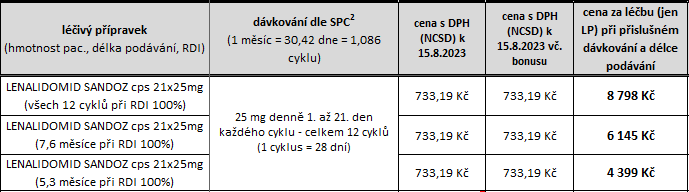 léčivý přípravek
(hmotnost pac., délka podávání, RDI)
dávkování dle SPC²
(1 měsíc = 30,42 dne = 1,086
cyklu)
cena s DPH
(NCSD) k
15.8.2023
cena s DPH
(NCSD) k
15.8.2023 vč.
bonusu
cena za léčbu (jen
LP) při příslušném
dávkování a délce
podávání
LENALIDOMID SANDOZ cps 21x25mg
(všech 12 cyklů při RDI 100%)
25 mg denně 1. až 21. den
každého cyklu - celkem 12 cyklů
(1 cyklus = 28 dní)
733,19 Kč
733,19 Kč
8 798 Kč
LENALIDOMID SANDOZ cps 21x25mg
(7,6 měsíce při RDI 100%)
733,19 Kč
733,19 Kč
6 145 Kč
LENALIDOMID SANDOZ cps 21x25mg
(5,3 měsíce při RDI 100%)
733,19 Kč
733,19 Kč
4 399 Kč